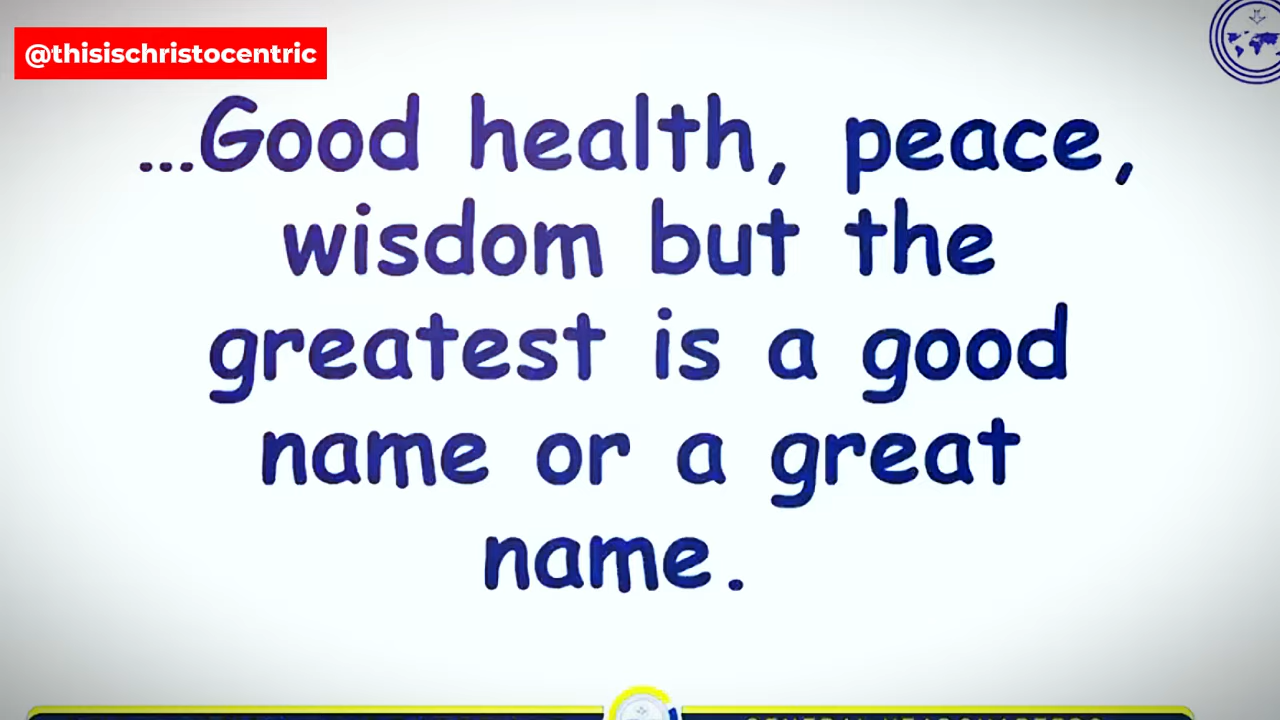 @thisischristocentric
...Good health, peace,
wisdom but the
greatest is a good
name or a great
name.